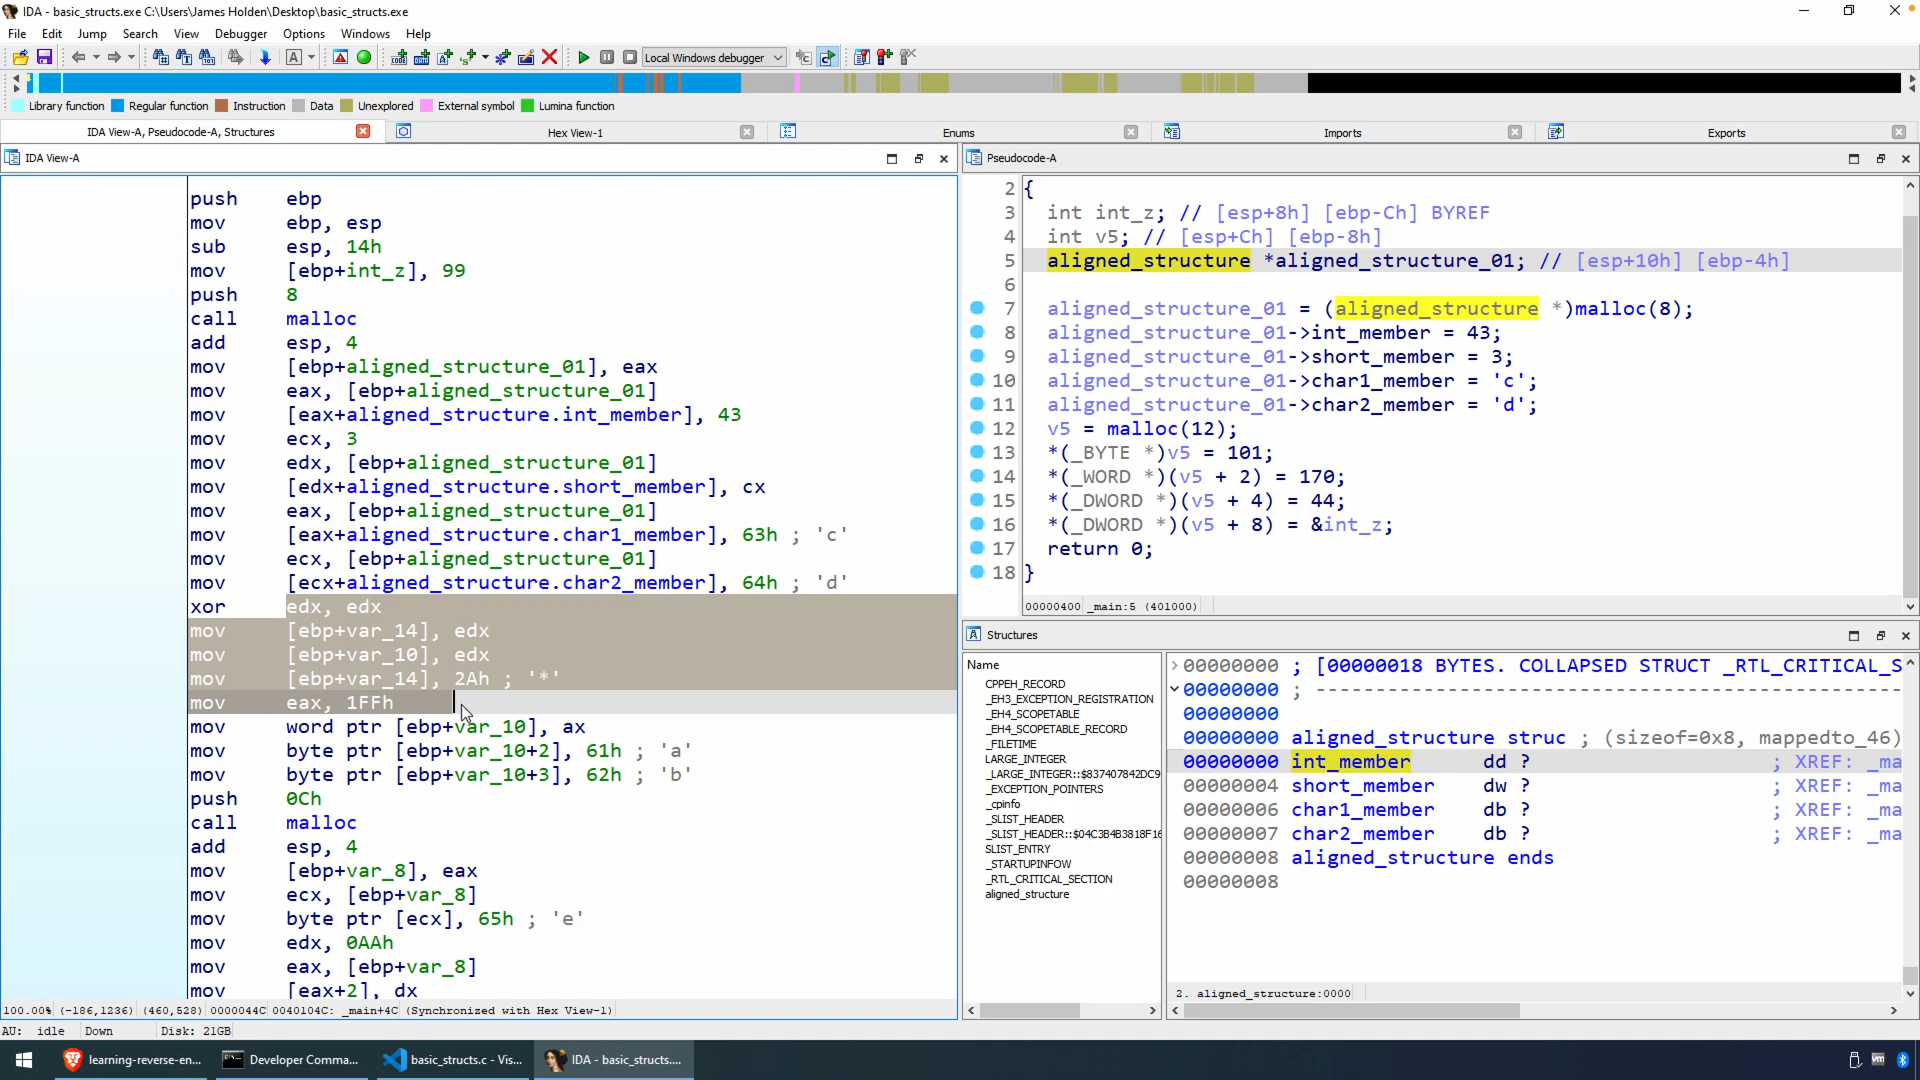 IDA - basic_structs.exe C:\Users\James Holden\Desktop\basic_structs.exe
File Edit Jump Search View Debugger Options Windows Help
Local Windows debugger
Library function Regular function Instruction Data Unexplored External symbol Lumina function
IDA View-A, Pseudocode-A, Structures Hex View-1 Enums Imports Exports
IDA View-A
push ebp
mov ebp, esp
sub esp, 14h
mov [ebp+int_z], 99
push 8
call malloc
add esp, 4
mov [ebp+aligned_structure_01], eax
mov eax, [ebp+aligned_structure_01]
mov [eax+aligned_structure.int_member], 43
mov ecx, 3
mov edx, [ebp+aligned_structure_01]
mov [edx+aligned_structure.short_member], cx
mov eax, [ebp+aligned_structure_01]
mov [eax+aligned_structure.char1_member], 63h ; 'c'
mov ecx, [ebp+aligned_structure_01]
mov [ecx+aligned_structure.char2_member], 64h ; 'd'
xor edx, edx
mov [ebp+var_14], edx
mov [ebp+var_10], edx
mov [ebp+var_14], 2Ah ; '*'
mov eax, 1FFh
mov word ptr [ebp+var_10], ax
mov byte ptr [ebp+var_10+2], 61h ; 'a'
mov byte ptr [ebp+var_10+3], 62h ; 'b'
push 0Ch
call malloc
add esp, 4
mov [ebp+var_8], eax
mov ecx, [ebp+var_8]
mov byte ptr [ecx], 65h ; 'e'
mov edx, 0AAh
mov eax, [ebp+var_8]
mov [eax+2], dx
100.00% (-186,1236) (460,528) 0000044C 0040104C: _main+4C (Synchronized with Hex View-1)
Pseudocode-A
2 {
3 int int_z; // [esp+8h] [ebp-Ch] BYREF
4 int v5; // [esp+Ch] [ebp-8h]
5 aligned_structure *aligned_structure_01; // [esp+10h] [ebp-4h]
6
7 aligned_structure_01 = (aligned_structure *)malloc(8);
8 aligned_structure_01->int_member = 43;
9 aligned_structure_01->short_member = 3;
10 aligned_structure_01->char1_member = 'c';
11 aligned_structure_01->char2_member = 'd';
12 v5 = malloc(12);
13 *(_BYTE *)v5 = 101;
14 *(_WORD *)(v5 + 2) = 170;
15 *(_DWORD *)(v5 + 4) = 44;
16 *(_DWORD *)(v5 + 8) = &int_z;
17 return 0;
18 }
00000400 _main:5 (401000)
Structures
Name
CPPEH_RECORD
_EH3_EXCEPTION_REGISTRATION
_EH4_SCOPETABLE
_EH4_SCOPETABLE_RECORD
_FILETIME
LARGE_INTEGER
_LARGE_INTEGER::$837407842DC9
_EXCEPTION_POINTERS
_cpinfo
_SLIST_HEADER
_SLIST_HEADER::$04C3B4B3818F16
SLIST_ENTRY
_STARTUPINFOW
_RTL_CRITICAL_SECTION
aligned_structure
00000000 ; [00000018 BYTES. COLLAPSED STRUCT _RTL_CRITICAL_S
00000000 ; ---------------------------------------------
00000000
00000000 aligned_structure struc ; (sizeof=0x8, mappedto_46)
00000000 int_member dd ? ; XREF: _ma
00000004 short_member dw ? ; XREF: _ma
00000006 char1_member db ? ; XREF: _ma
00000007 char2_member db ? ; XREF: _ma
00000008 aligned_structure ends
00000008
2. aligned_structure:0000
AU: idle Down Disk: 21GB
learning-reverse-en... Developer Comma... basic_structs.c - Vis... IDA - basic_structs....